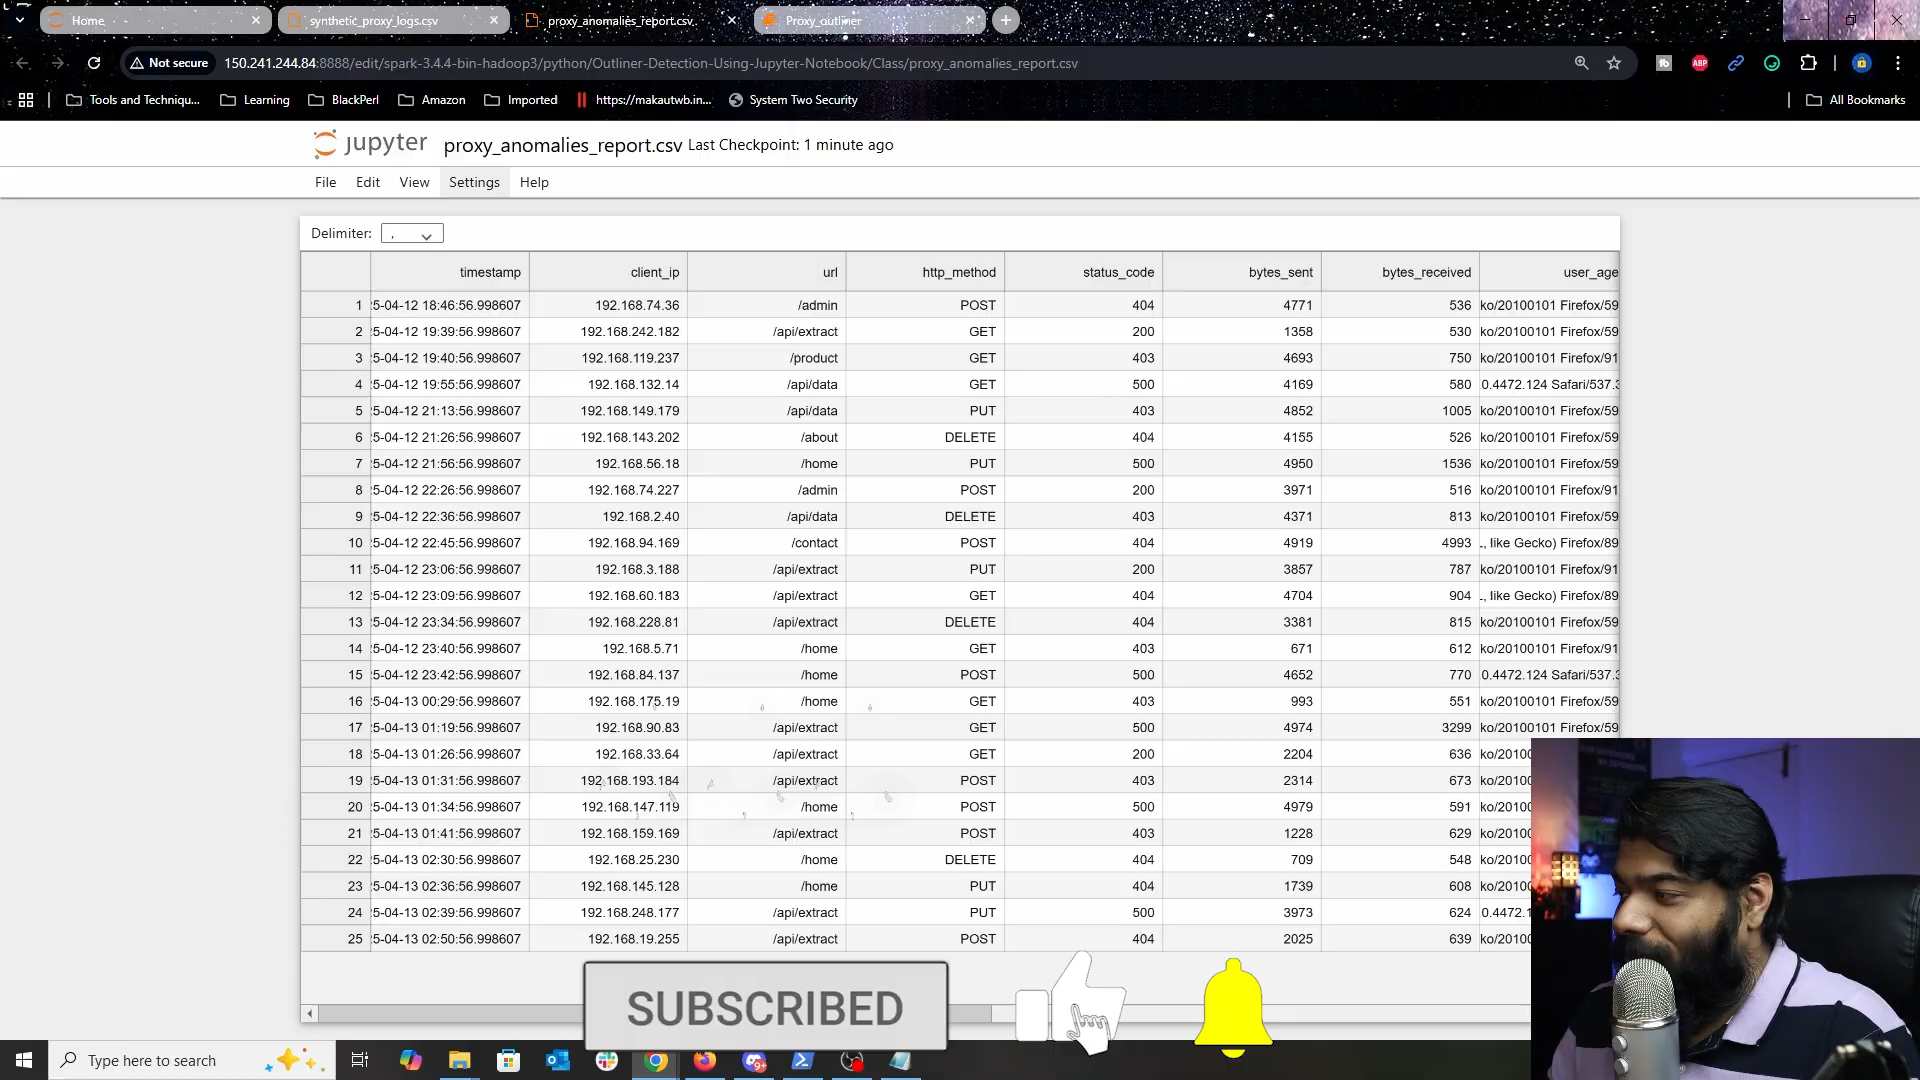 Home
synthetic_proxy_logs.csv
proxy_anomalies_report.csv
Proxy_outliner
Not secure
150.241.244.84:8888/edit/spark-3.4.4-bin-hadoop3/python/Outliner-Detection-Using-Jupyter-Notebook/Class/proxy_anomalies_report.csv
ABP
Tools and Techniqu...
Learning
BlackPerl
Amazon
Imported
https://makautwb.in...
System Two Security
All Bookmarks
jupyter proxy_anomalies_report.csv Last Checkpoint: 1 minute ago
File Edit View Settings Help
Delimiter: ,
timestamp client_ip url http_method status_code bytes_sent bytes_received user_age
1 5-04-12 18:46:56.998607 192.168.74.36 /admin POST 404 4771 536 ko/20100101 Firefox/59
2 5-04-12 19:39:56.998607 192.168.242.182 /api/extract GET 200 1358 530 ko/20100101 Firefox/59
3 5-04-12 19:40:56.998607 192.168.119.237 /product GET 403 4693 750 ko/20100101 Firefox/91
4 5-04-12 19:55:56.998607 192.168.132.14 /api/data GET 500 4169 580 0.4472.124 Safari/537.3
5 5-04-12 21:13:56.998607 192.168.149.179 /api/data PUT 403 4852 1005 ko/20100101 Firefox/59
6 5-04-12 21:26:56.998607 192.168.143.202 /about DELETE 404 4155 526 ko/20100101 Firefox/59
7 5-04-12 21:56:56.998607 192.168.56.18 /home PUT 500 4950 1536 ko/20100101 Firefox/59
8 5-04-12 22:26:56.998607 192.168.74.227 /admin POST 200 3971 516 ko/20100101 Firefox/91
9 5-04-12 22:36:56.998607 192.168.2.40 /api/data DELETE 403 4371 813 ko/20100101 Firefox/59
10 5-04-12 22:45:56.998607 192.168.94.169 /contact POST 404 4919 4993 , like Gecko) Firefox/89
11 5-04-12 23:06:56.998607 192.168.3.188 /api/extract PUT 200 3857 787 ko/20100101 Firefox/91
12 5-04-12 23:09:56.998607 192.168.60.183 /api/extract GET 404 4704 904 , like Gecko) Firefox/89
13 5-04-12 23:34:56.998607 192.168.228.81 /api/extract DELETE 404 3381 815 ko/20100101 Firefox/59
14 5-04-12 23:40:56.998607 192.168.5.71 /home GET 403 671 612 ko/20100101 Firefox/91
15 5-04-12 23:42:56.998607 192.168.84.137 /home POST 500 4652 770 0.4472.124 Safari/537.3
16 5-04-13 00:29:56.998607 192.168.175.19 /home GET 403 993 551 ko/20100101 Firefox/59
17 5-04-13 01:19:56.998607 192.168.90.83 /api/extract GET 500 4974 3299 ko/20100101 Firefox/59
18 5-04-13 01:26:56.998607 192.168.33.64 /api/extract GET 200 2204 636 ko/20100
19 5-04-13 01:31:56.998607 192.168.193.184 /api/extract POST 403 2314 673 ko/20100
20 5-04-13 01:34:56.998607 192.168.147.119 /home POST 500 4979 591 ko/20100
21 5-04-13 01:41:56.998607 192.168.159.169 /api/extract POST 403 1228 629 ko/20100
22 5-04-13 02:30:56.998607 192.168.25.230 /home DELETE 404 709 548 ko/20100
23 5-04-13 02:36:56.998607 192.168.145.128 /home PUT 404 1739 608 ko/20100
24 5-04-13 02:39:56.998607 192.168.248.177 /api/extract PUT 500 3973 624 0.4472.1
25 5-04-13 02:50:56.998607 192.168.19.255 /api/extract POST 404 2025 639 ko/20100
SUBSCRIBED
Type here to search
9+